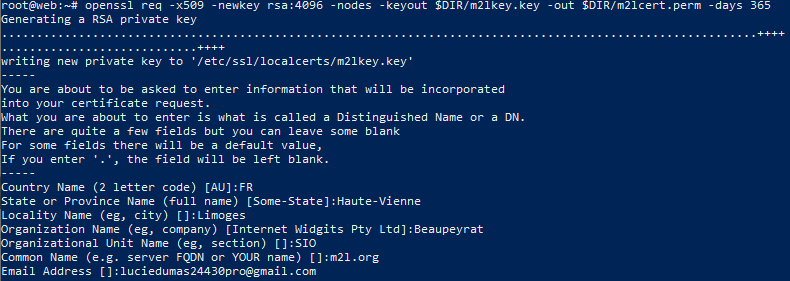 root@web:~# openssl req -x509 -newkey rsa:4096 -nodes -keyout $DIR/m2lkey.key -out $DIR/m2lcert.perm -days 365
Generating a RSA private key
.....................................................................................................++++
..........................++++
writing new private key to '/etc/ssl/localcerts/m2lkey.key'
-----
You are about to be asked to enter information that will be incorporated
into your certificate request.
What you are about to enter is what is called a Distinguished Name or a DN.
There are quite a few fields but you can leave some blank
For some fields there will be a default value,
If you enter '.', the field will be left blank.
-----
Country Name (2 letter code) [AU]:FR
State or Province Name (full name) [Some-State]:Haute-Vienne
Locality Name (eg, city) []:Limoges
Organization Name (eg, company) [Internet Widgits Pty Ltd]:Beaupeyrat
Organizational Unit Name (eg, section) []:SIO
Common Name (e.g. server FQDN or YOUR name) []:m2l.org
Email Address []:luciedumas24430pro@gmail.com